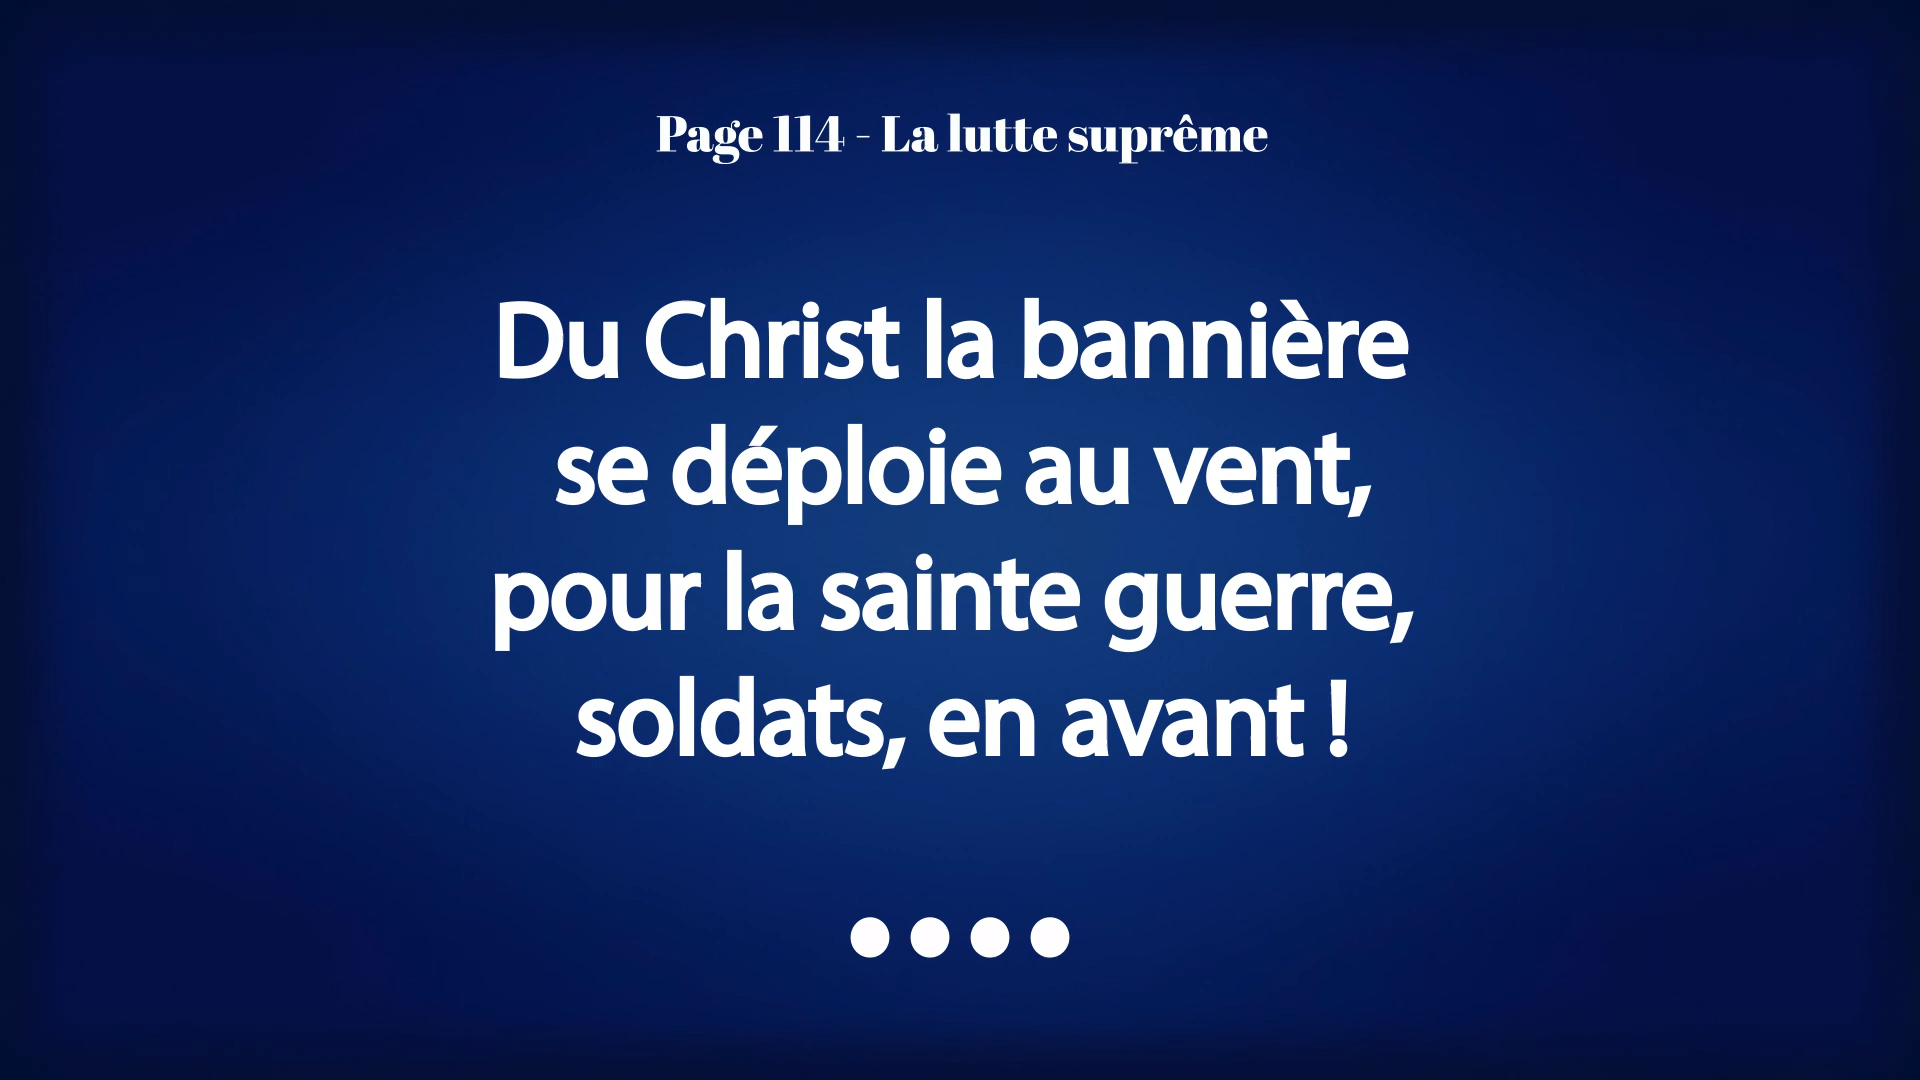 Page 114 - La lutte suprême
Du Christ la bannière
se déploie au vent,
pour la sainte guerre,
soldats, en avant !